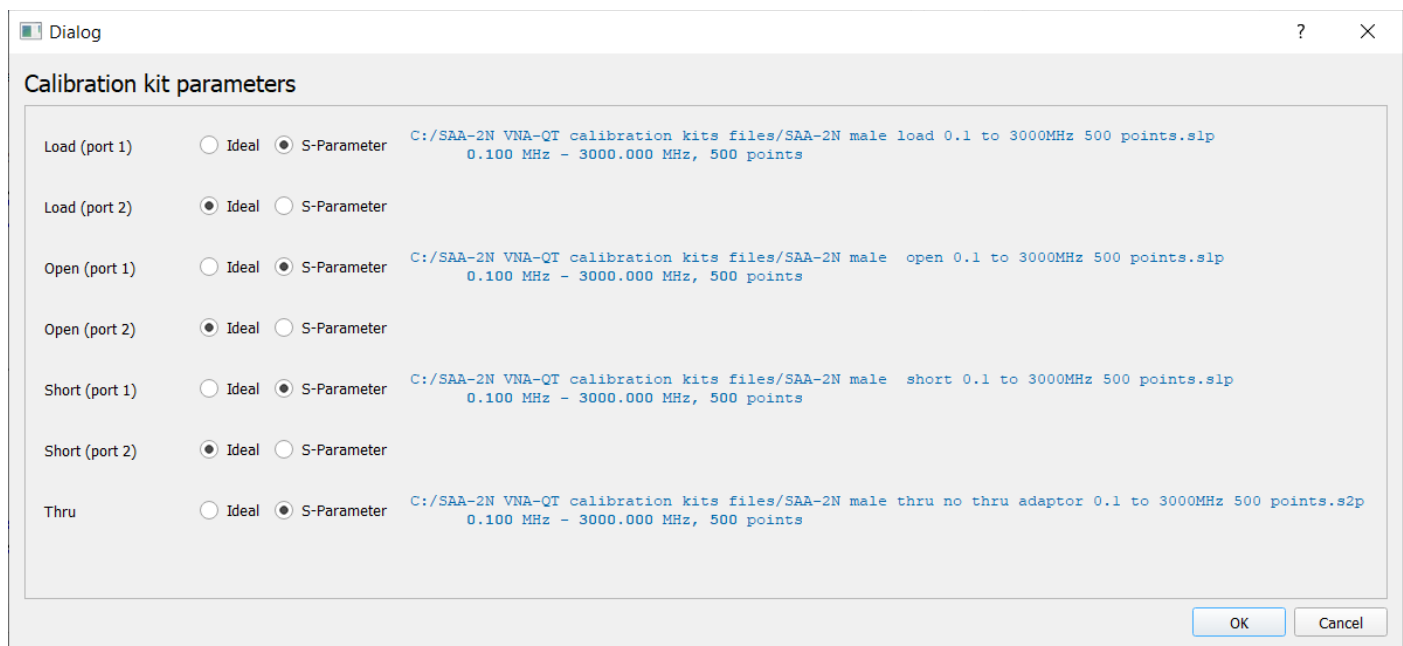 Dialog
?
Calibration kit parameters
Load (port 1) Ideal S-Parameter C:/SAA-2N VNA-QT calibration kits files/SAA-2N male load 0.1 to 3000MHz 500 points.s1p
0.100 MHz - 3000.000 MHz, 500 points
Load (port 2) Ideal S-Parameter
Open (port 1) Ideal S-Parameter C:/SAA-2N VNA-QT calibration kits files/SAA-2N male  open 0.1 to 3000MHz 500 points.s1p
0.100 MHz - 3000.000 MHz, 500 points
Open (port 2) Ideal S-Parameter
Short (port 1) Ideal S-Parameter C:/SAA-2N VNA-QT calibration kits files/SAA-2N male  short 0.1 to 3000MHz 500 points.s1p
0.100 MHz - 3000.000 MHz, 500 points
Short (port 2) Ideal S-Parameter
Thru Ideal S-Parameter C:/SAA-2N VNA-QT calibration kits files/SAA-2N male thru no thru adaptor 0.1 to 3000MHz 500 points.s2p
0.100 MHz - 3000.000 MHz, 500 points
OK Cancel